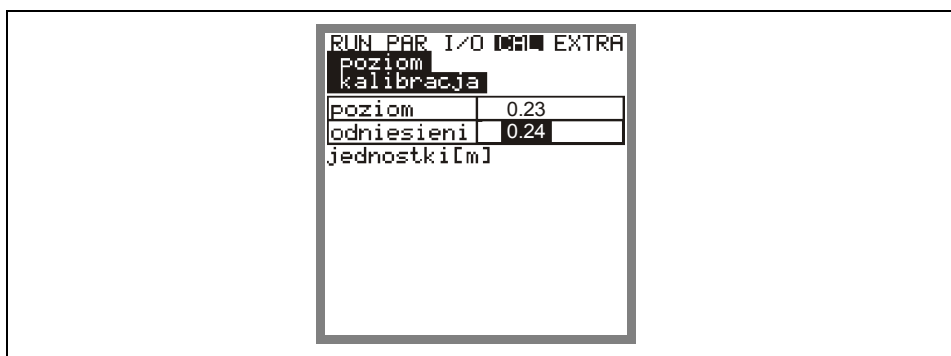 RUN PAR I/O CAL EXTRA
poziom
kalibracja
poziom 0.23
odniesieni 0.24
jednostki[m]